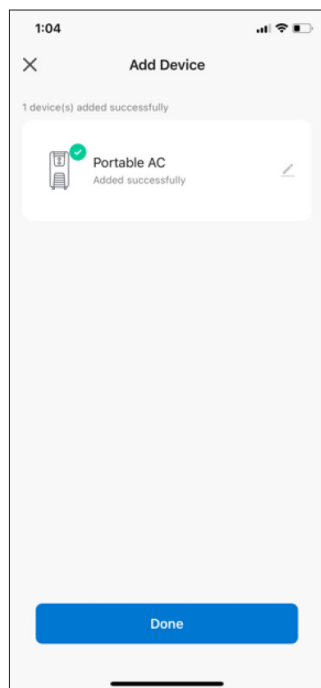 1:04
Add Device
1 device(s) added successfully
Portable AC
Added successfully
Done